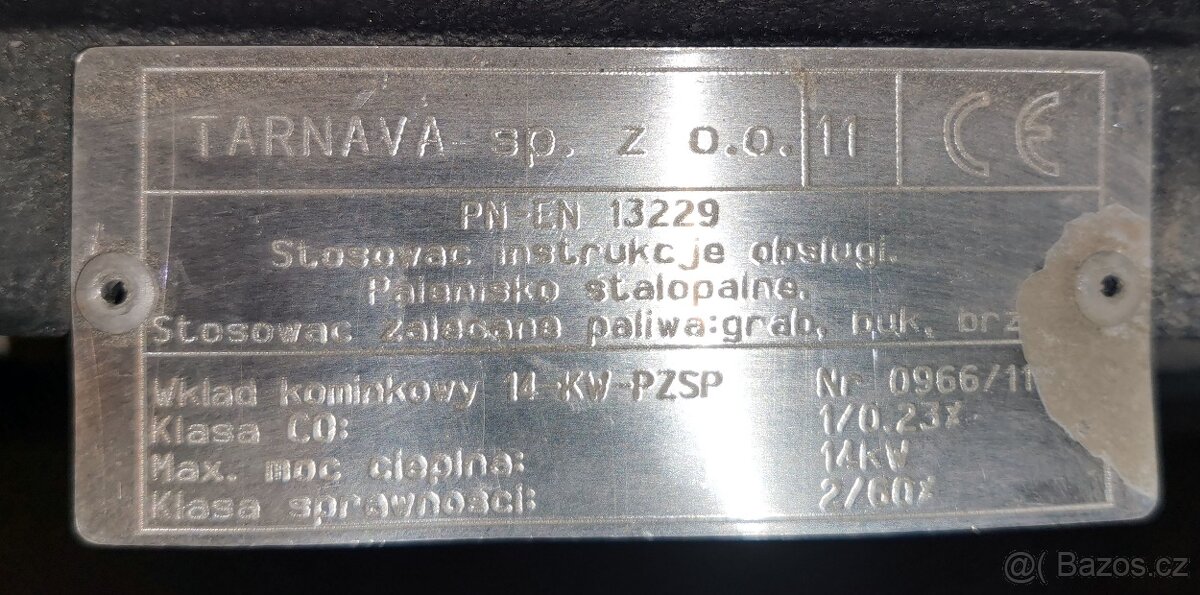 TARNAVA sp. z o.o. 11 CE
PN-EN 13229
Stosowac instrukcje obslugi.
Palenisko stalopalne.
Stosowac zalecane paliwa:grab, buk, brz
Wklad kominkowy 14-KW-PZSP Nr 0966/11
Klasa CO: 1/0.23%
Max. moc cieplna: 14kW
Klasa sprawności: 2/60%
@( Bazos.cz